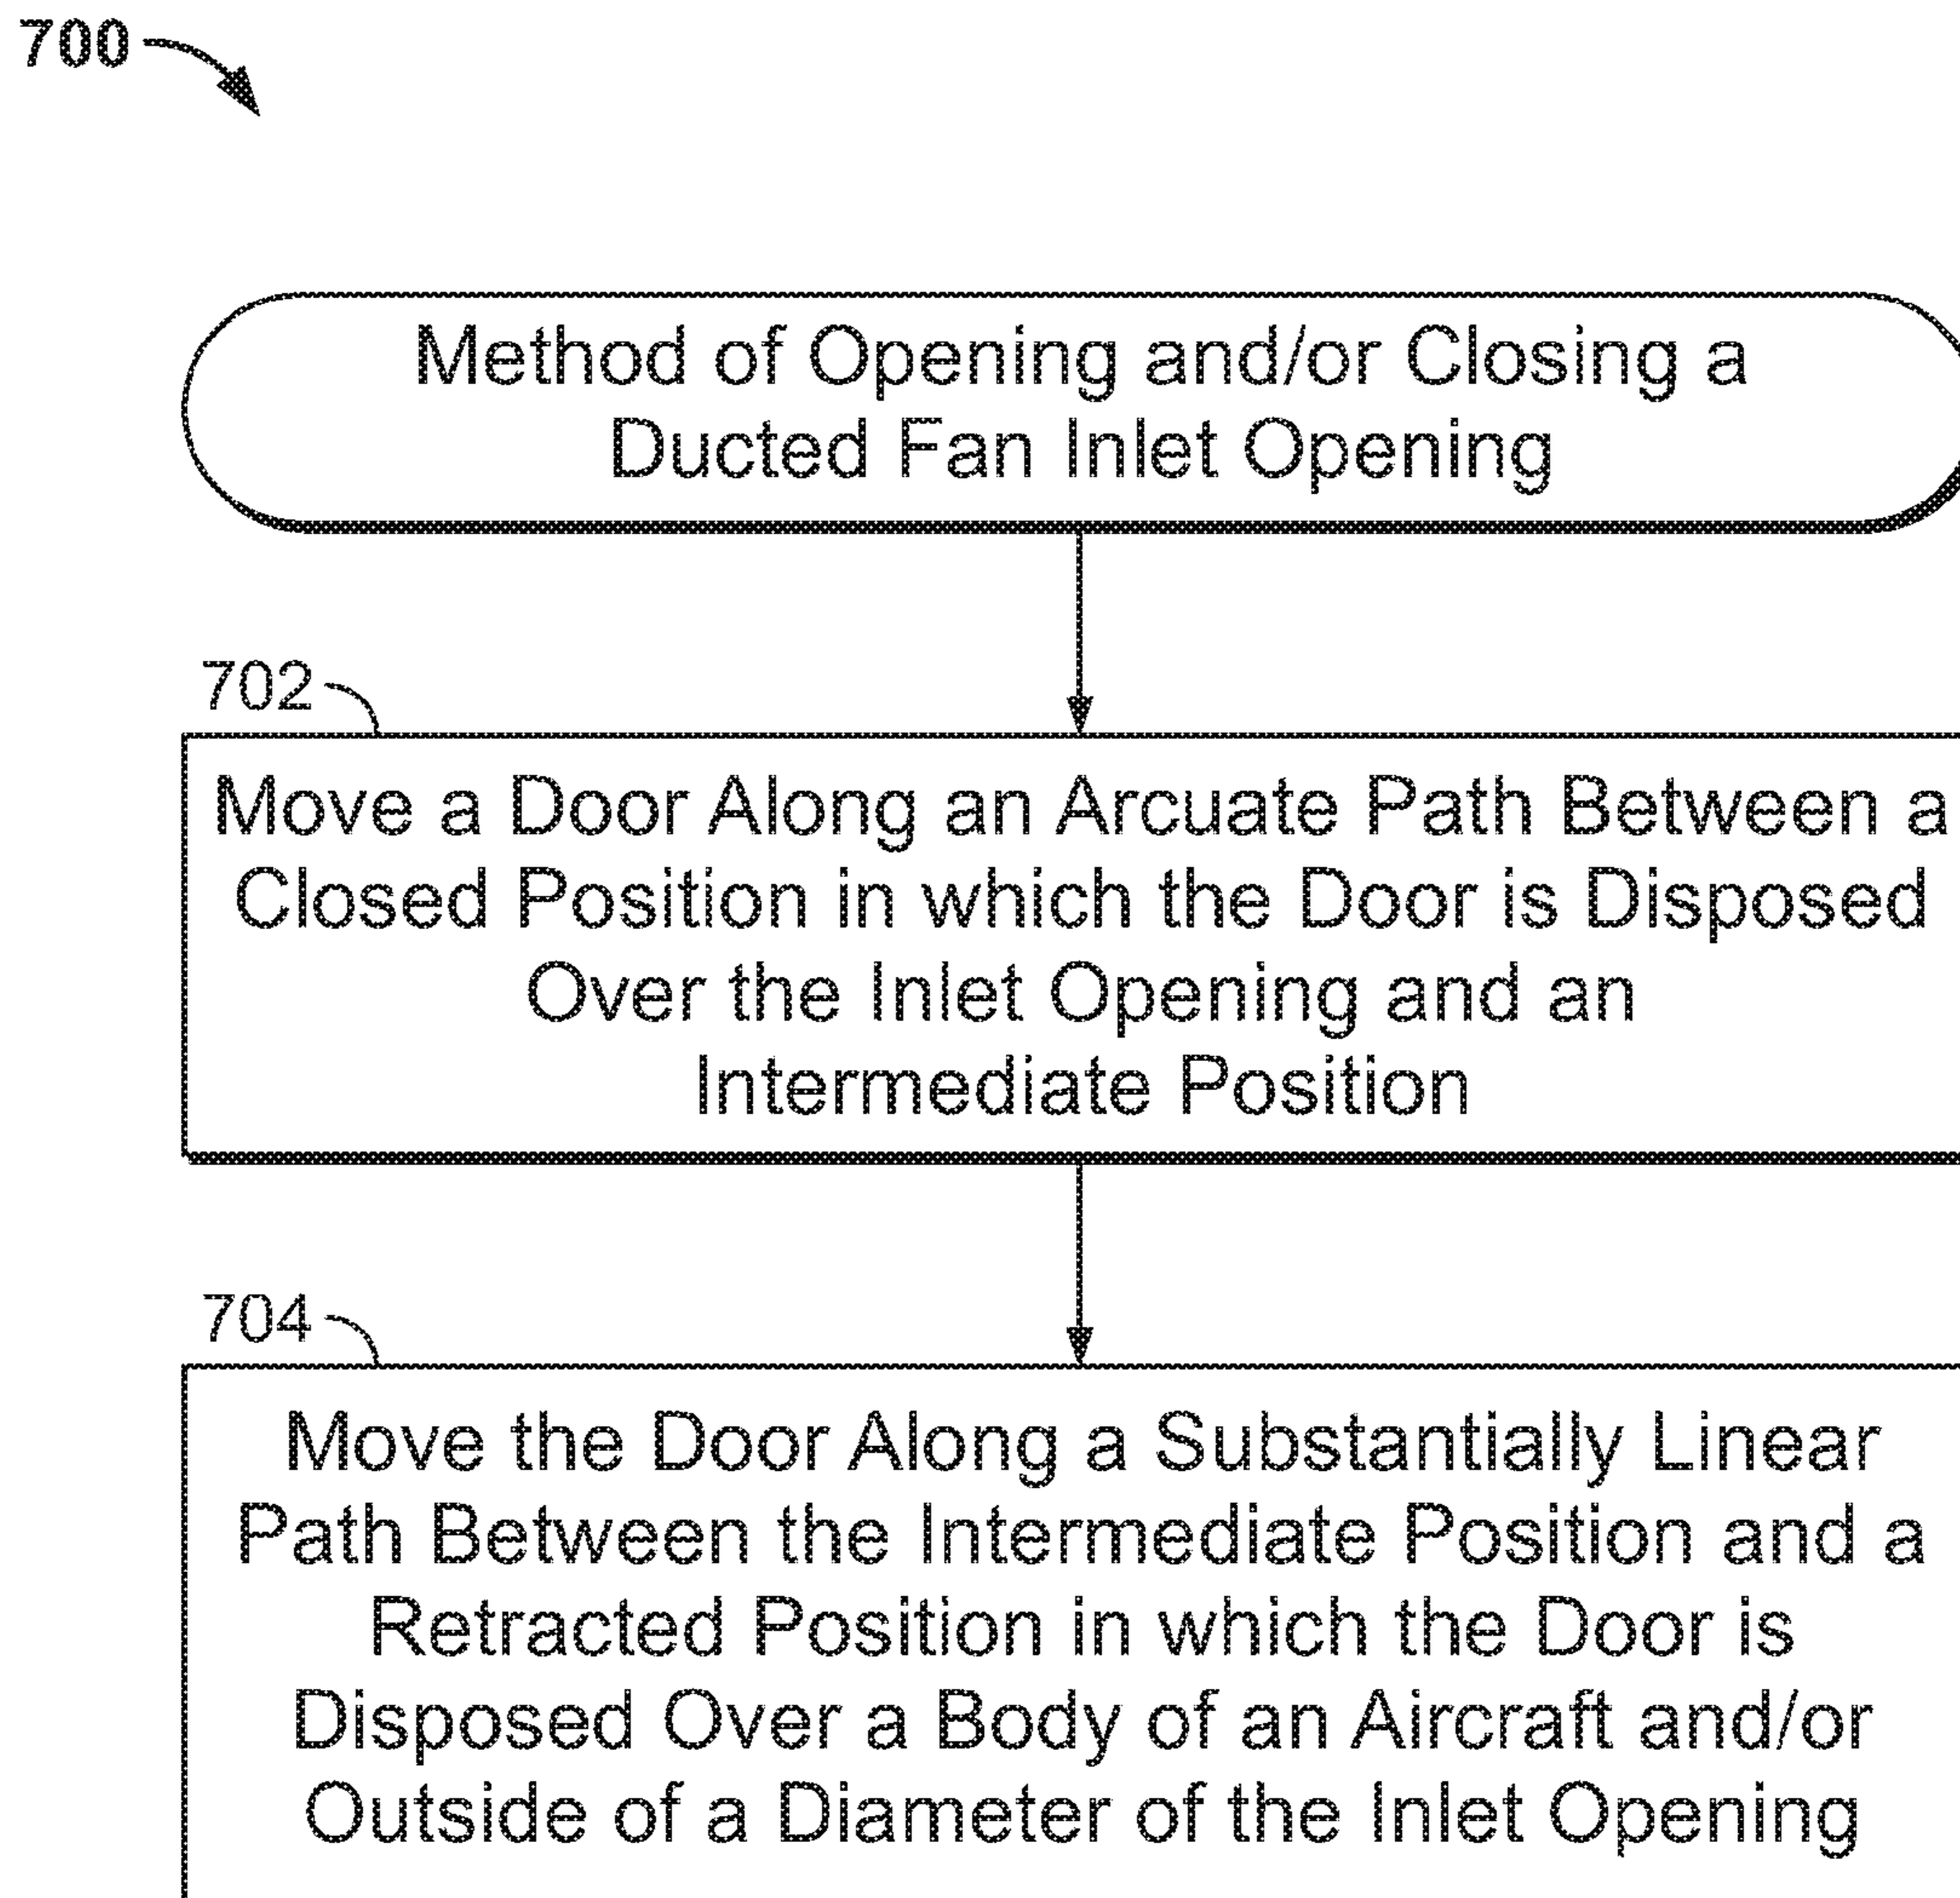 700
Method of Opening and/or Closing a
Ducted Fan Inlet Opening
702
Move a Door Along an Arcuate Path Between a
Closed Position in which the Door is Disposed
Over the Inlet Opening and an
Intermediate Position
704
Move the Door Along a Substantially Linear
Path Between the Intermediate Position and a
Retracted Position in which the Door is
Disposed Over a Body of an Aircraft and/or
Outside of a Diameter of the Inlet Opening